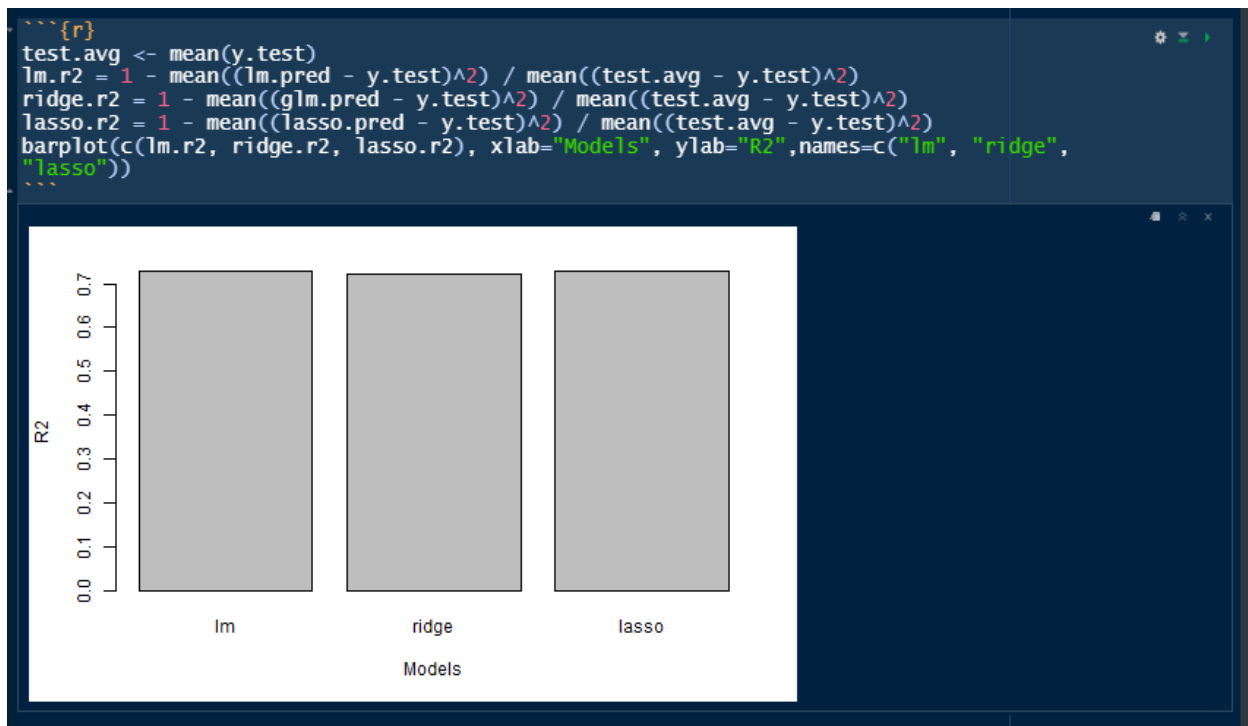 ```{r}
test.avg <- mean(y.test)
lm.r2 = 1 - mean((lm.pred - y.test)^2) / mean((test.avg - y.test)^2)
ridge.r2 = 1 - mean((glm.pred - y.test)^2) / mean((test.avg - y.test)^2)
lasso.r2 = 1 - mean((lasso.pred - y.test)^2) / mean((test.avg - y.test)^2)
barplot(c(lm.r2, ridge.r2, lasso.r2), xlab="Models", ylab="R2",names=c("lm", "ridge",
"lasso"))
```
R2
0.7
0.6
0.5
0.4
0.3
0.2
0.1
0.0
lm ridge lasso
Models